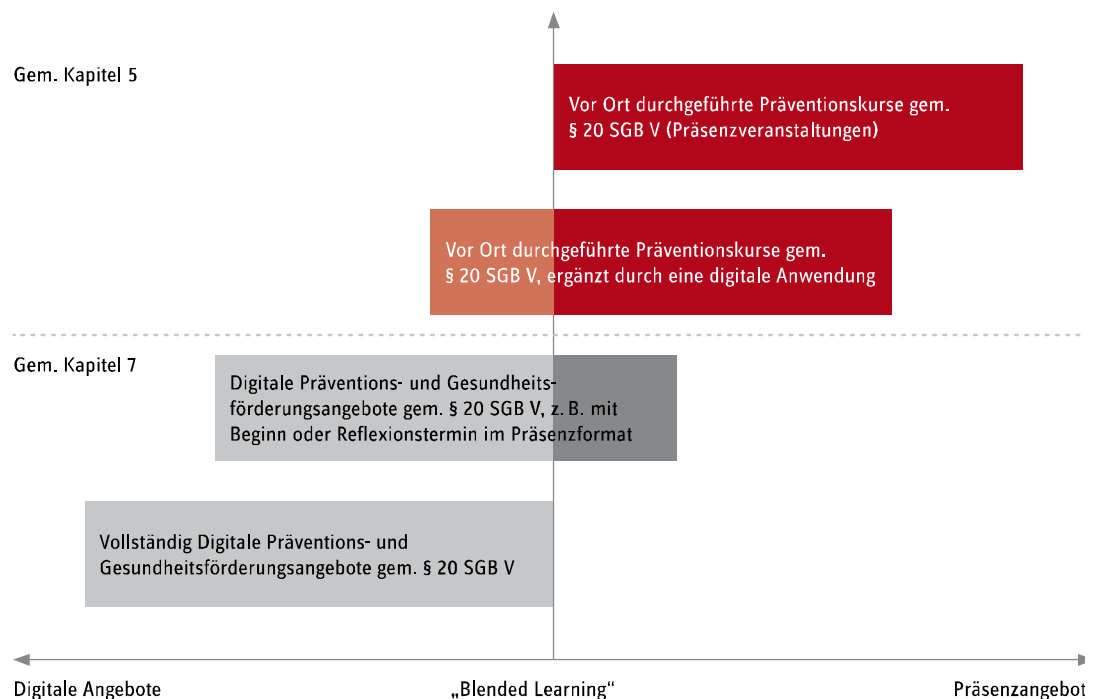 Gem. Kapitel 5
Vor Ort durchgeführte Präventionskurse gem.
§ 20 SGB V (Präsenzveranstaltungen)
Vor Ort durchgeführte Präventionskurse gem.
§ 20 SGB V, ergänzt durch eine digitale Anwendung
Gem. Kapitel 7
Digitale Präventions- und Gesundheits-
förderungsangebote gem. § 20 SGB V, z. B. mit
Beginn oder Reflexionstermin im Präsenzformat
Vollständig Digitale Präventions- und
Gesundheitsförderungsangebote gem. § 20 SGB V
Digitale Angebote
„Blended Learning“
Präsenzangebot